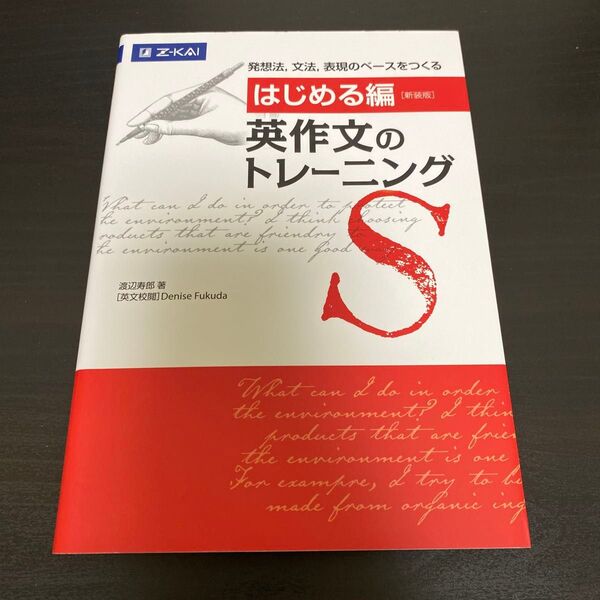 Z-KAI
発想法, 文法, 表現のベースをつくる
はじめる編 [新装版]
英作文の
トレーニング
What can I do in order to protect
the environment? I think choosing
products that are friendry to
the environment is one good
S
渡辺寿郎 著
[英文校閲] Denise Fukuda
What can I do in order
the environment? I thin
products that are frien
the environment is one
For exampre, I try to b
made from organic ing